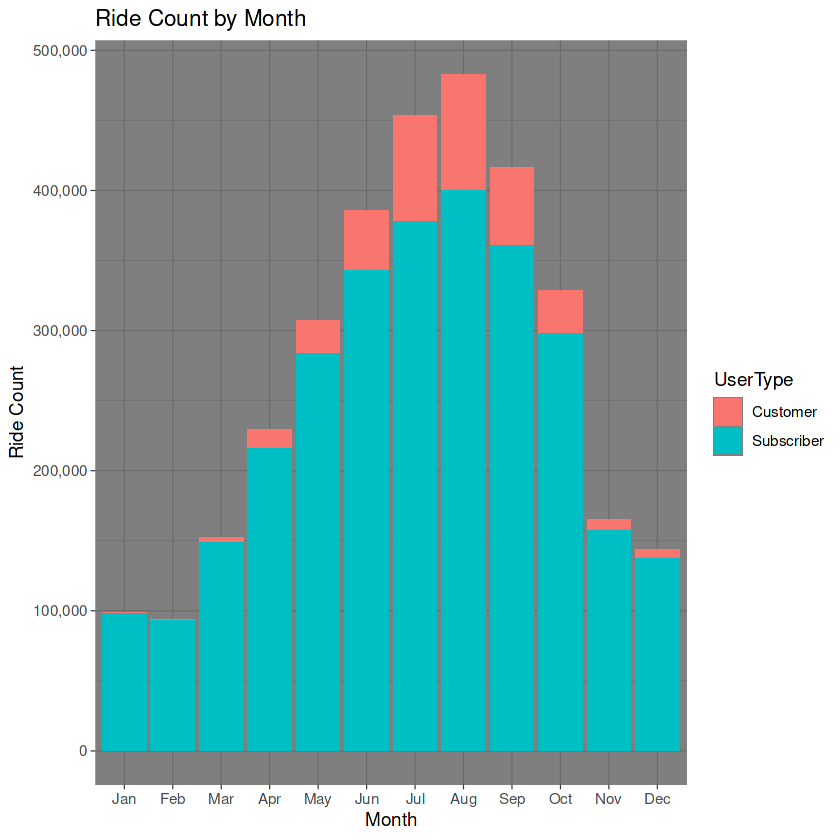 Ride Count by Month
500,000
400,000
300,000
200,000
100,000
0
Ride Count
Jan Feb Mar Apr May Jun Jul Aug Sep Oct Nov Dec
Month
UserType
Customer
Subscriber